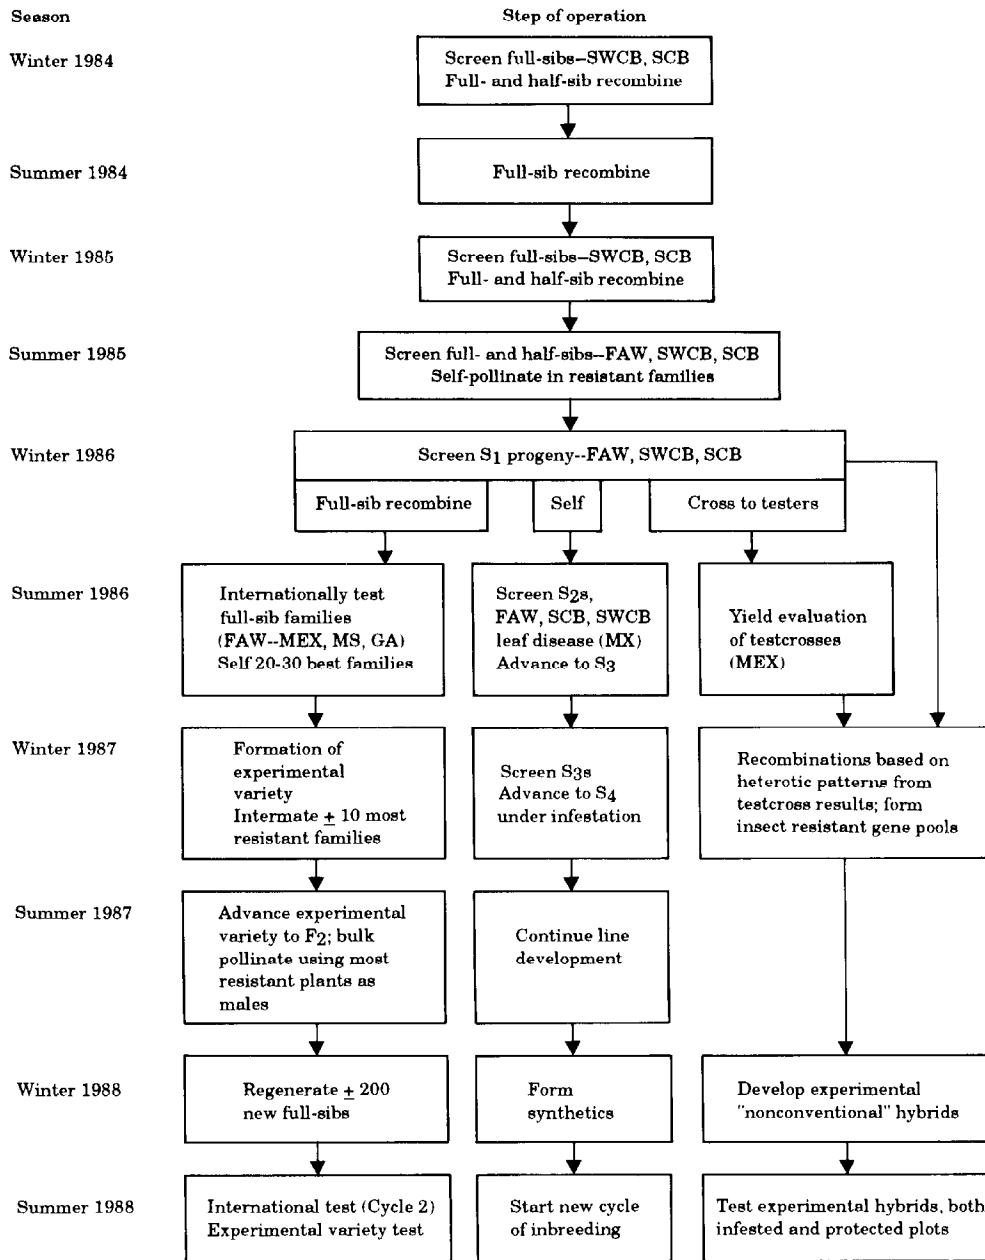 Season
Step of operation
Winter 1984
Screen full-sibs–SWCB, SCB
Full- and half-sib recombine
Summer 1984
Full-sib recombine
Winter 1985
Screen full-sibs–SWCB, SCB
Full- and half-sib recombine
Summer 1985
Screen full- and half-sibs--FAW, SWCB, SCB
Self-pollinate in resistant families
Winter 1986
Screen S1 progeny--FAW, SWCB, SCB
Full-sib recombine
Self
Cross to testers
Summer 1986
Internationally test
full-sib families
(FAW--MEX, MS, GA)
Self 20-30 best families
Screen S2s,
FAW, SCB, SWCB
leaf disease (MX)
Advance to S3
Yield evaluation
of testcrosses
(MEX)
Winter 1987
Formation of
experimental
variety
Intermate ± 10 most
resistant families
Screen S3s
Advance to S4
under infestation
Recombinations based on
heterotic patterns from
testcross results; form
insect resistant gene pools
Summer 1987
Advance experimental
variety to F2; bulk
pollinate using most
resistant plants as
males
Continue line
development
Winter 1988
Regenerate ± 200
new full-sibs
Form
synthetics
Develop experimental
"nonconventional" hybrids
Summer 1988
International test (Cycle 2)
Experimental variety test
Start new cycle
of inbreeding
Test experimental hybrids, both
infested and protected plots